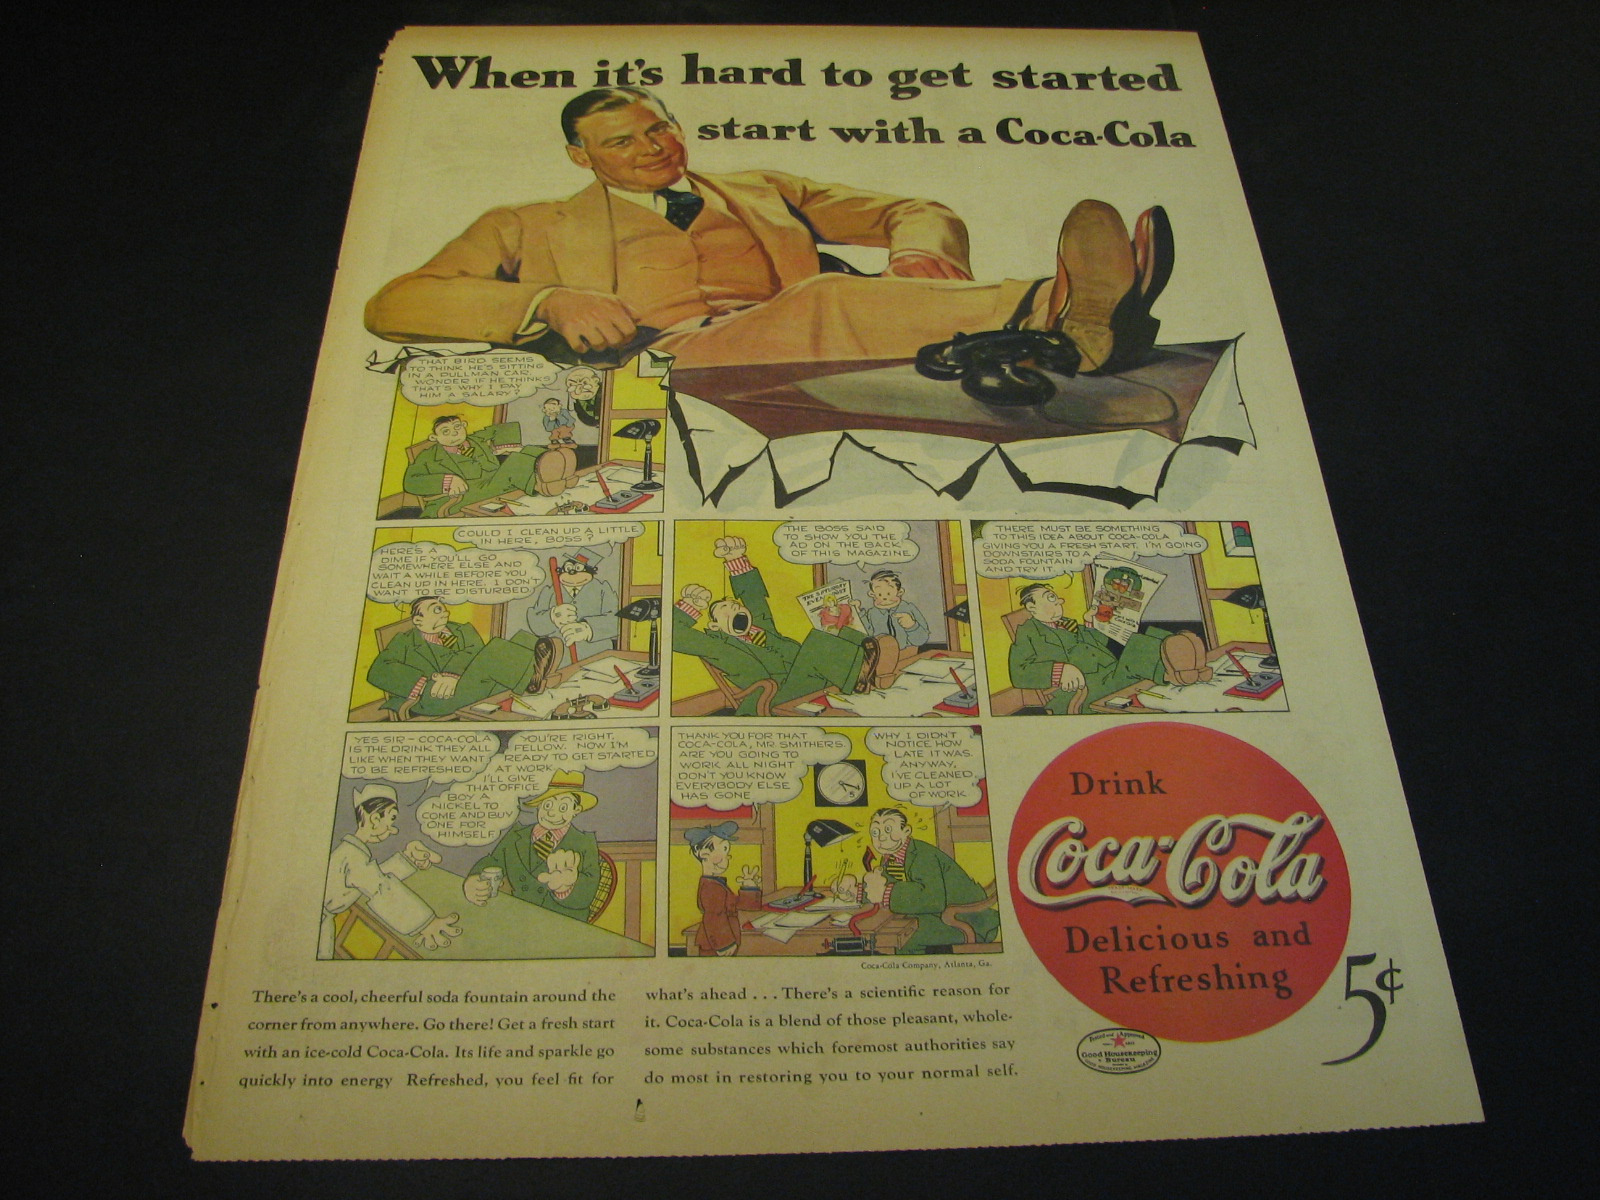 When it's hard to get started
start with a Coca-Cola
THAT BIRD SEEMS
TO THINK HE'S SITTING
IN A PULLMAN CAR.
WONDER IF HE THINKS
THAT'S WHY I PAY
HIM A SALARY?
COULD I CLEAN UP A LITTLE
IN HERE, BOSS?
HERE'S A
DIME IF YOU'LL GO
SOMEWHERE ELSE AND
WAIT A WHILE BEFORE YOU
CLEAN UP IN HERE. I DON'T
WANT TO BE DISTURBED
THE BOSS SAID
TO SHOW YOU THE
AD ON THE BACK
OF THIS MAGAZINE
THE SATURDAY
EVENING POST
THERE MUST BE SOMETHING
TO THIS IDEA ABOUT COCA-COLA
GIVING YOU A FRESH START. I'M GOING
DOWNSTAIRS TO A
SODA FOUNTAIN
AND TRY IT.
YES SIR - COCA-COLA
IS THE DRINK THEY ALL
LIKE WHEN THEY WANT
TO BE REFRESHED.
YOU'RE RIGHT,
FELLOW. NOW I'M
READY TO GET STARTED
AT WORK.
I'LL GIVE
THAT OFFICE
BOY A
NICKEL TO
COME AND BUY
ONE FOR
HIMSELF.
THANK YOU FOR THAT
COCA-COLA, MR. SMITHERS.
ARE YOU GOING TO
WORK ALL NIGHT
DON'T YOU KNOW
EVERYBODY ELSE
HAS GONE
WHY I DIDN'T
NOTICE HOW
LATE IT WAS.
ANYWAY,
I'VE CLEANED
UP A LOT
OF WORK.
5
Coca-Cola Company, Atlanta, Ga.
Drink
Coca-Cola
Delicious and
Refreshing
5¢
Tested and Approved
Good Housekeeping
Bureau
There's a cool, cheerful soda fountain around the
corner from anywhere. Go there! Get a fresh start
with an ice-cold Coca-Cola. Its life and sparkle go
quickly into energy Refreshed, you feel fit for
what's ahead . . . There's a scientific reason for
it. Coca-Cola is a blend of those pleasant, whole-
some substances which foremost authorities say
do most in restoring you to your normal self.